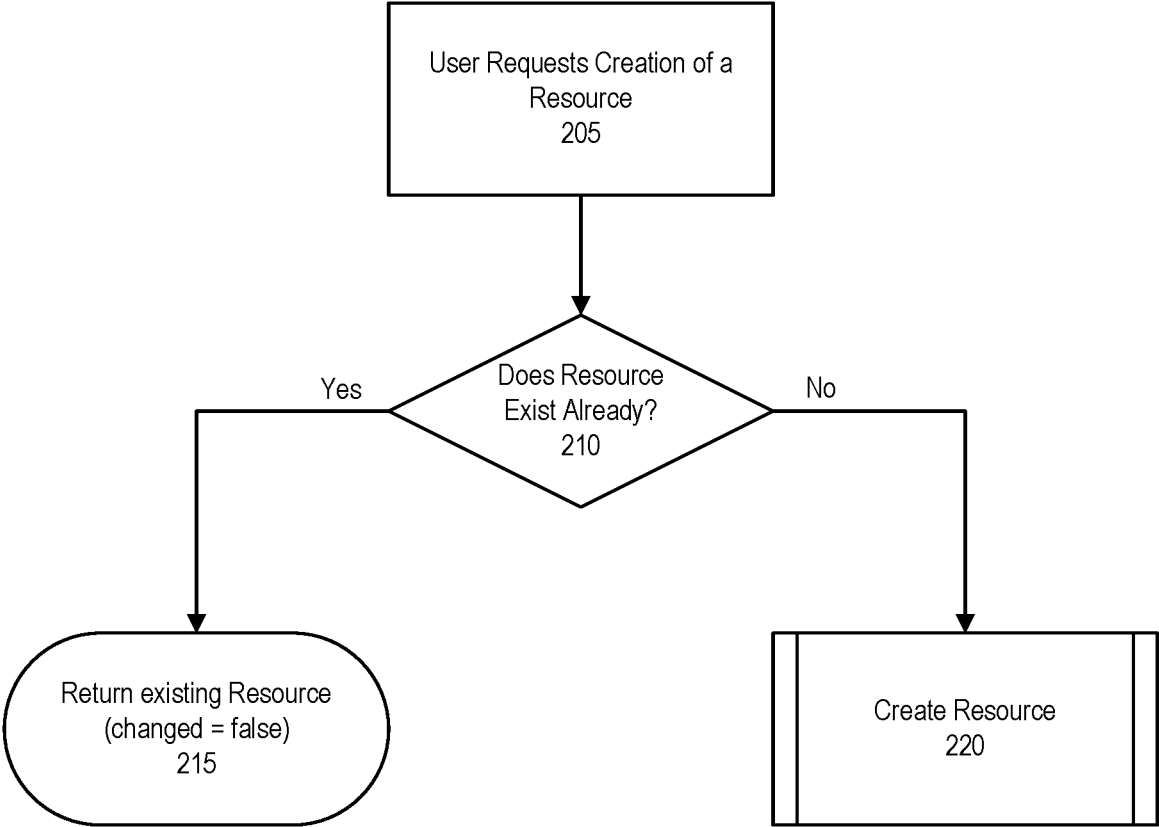 User Requests Creation of a
Resource
205
Does Resource
Exist Already?
210
Yes
No
Return existing Resource
(changed = false)
215
Create Resource
220